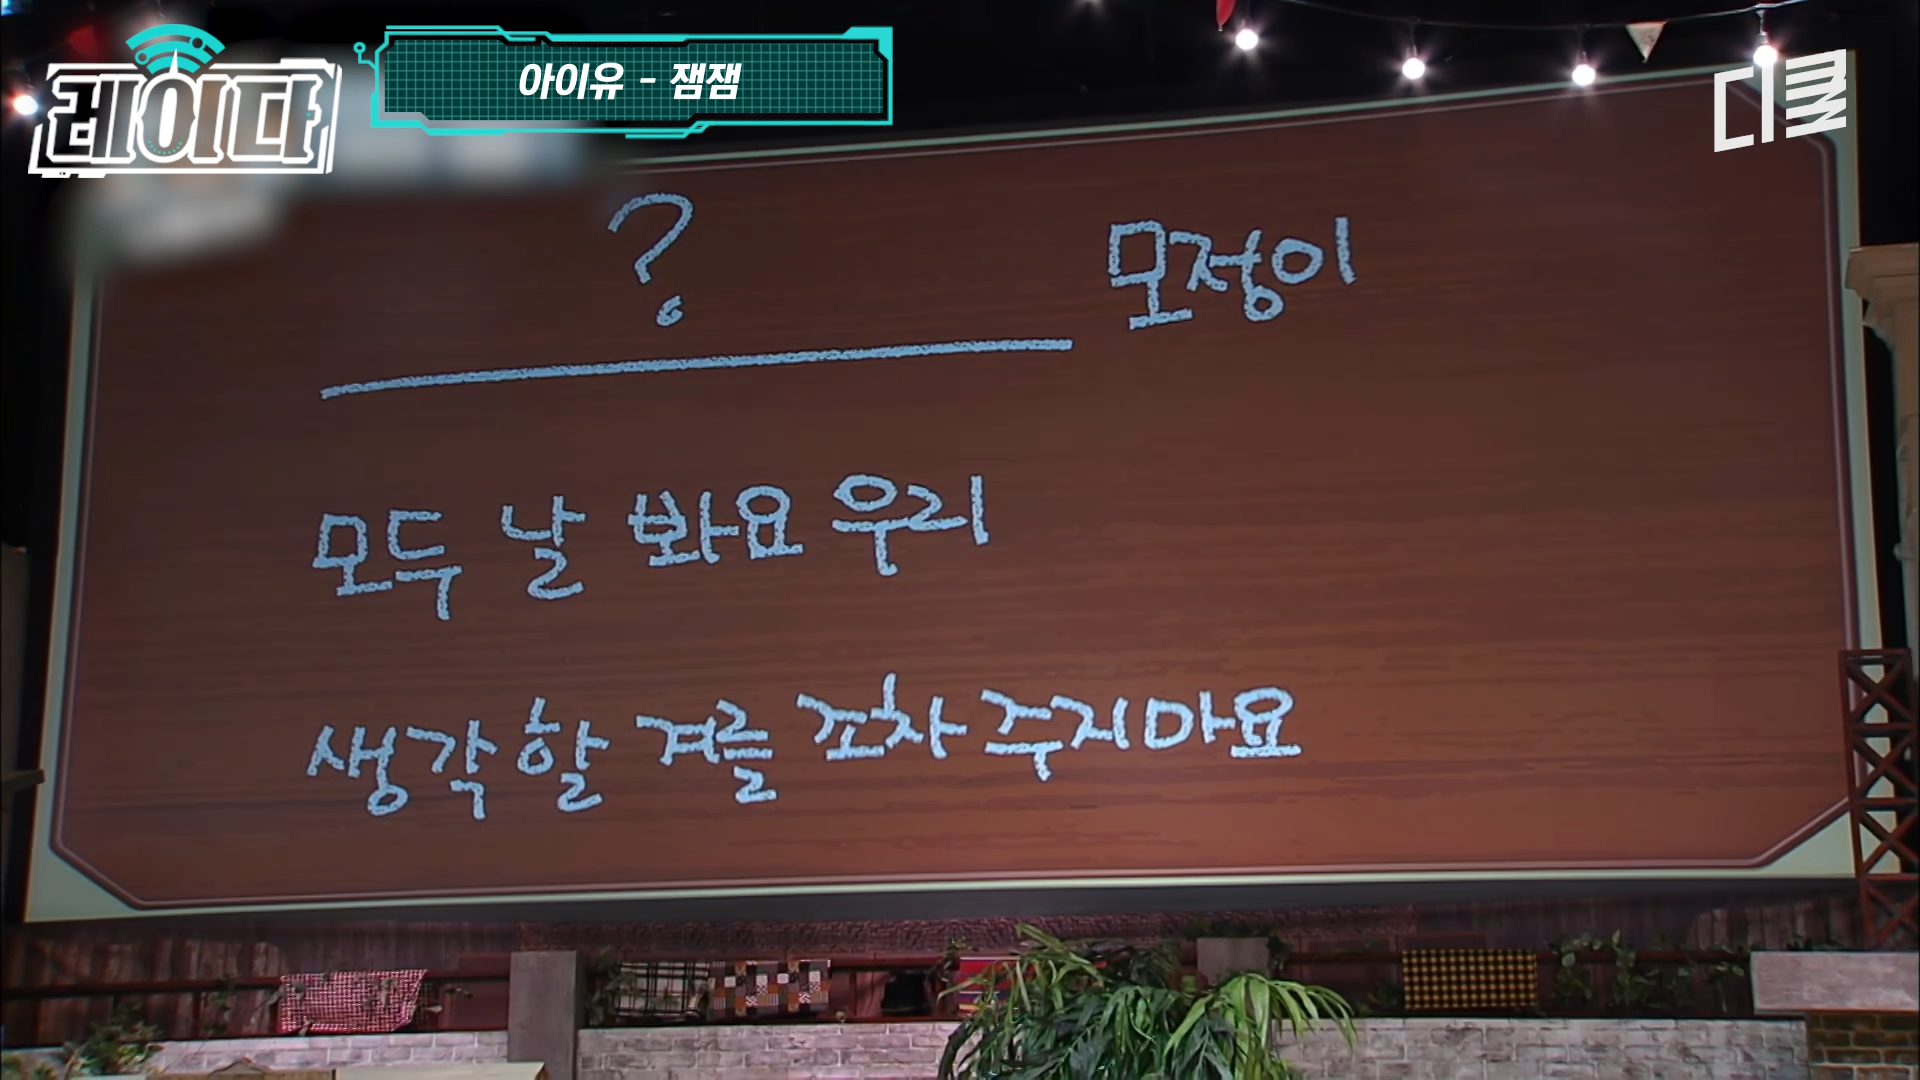 레이다
아이유 - 잼잼
디클
? 모정이
모두 날 봐요 우리
생각할 겨를 조차 주지마요